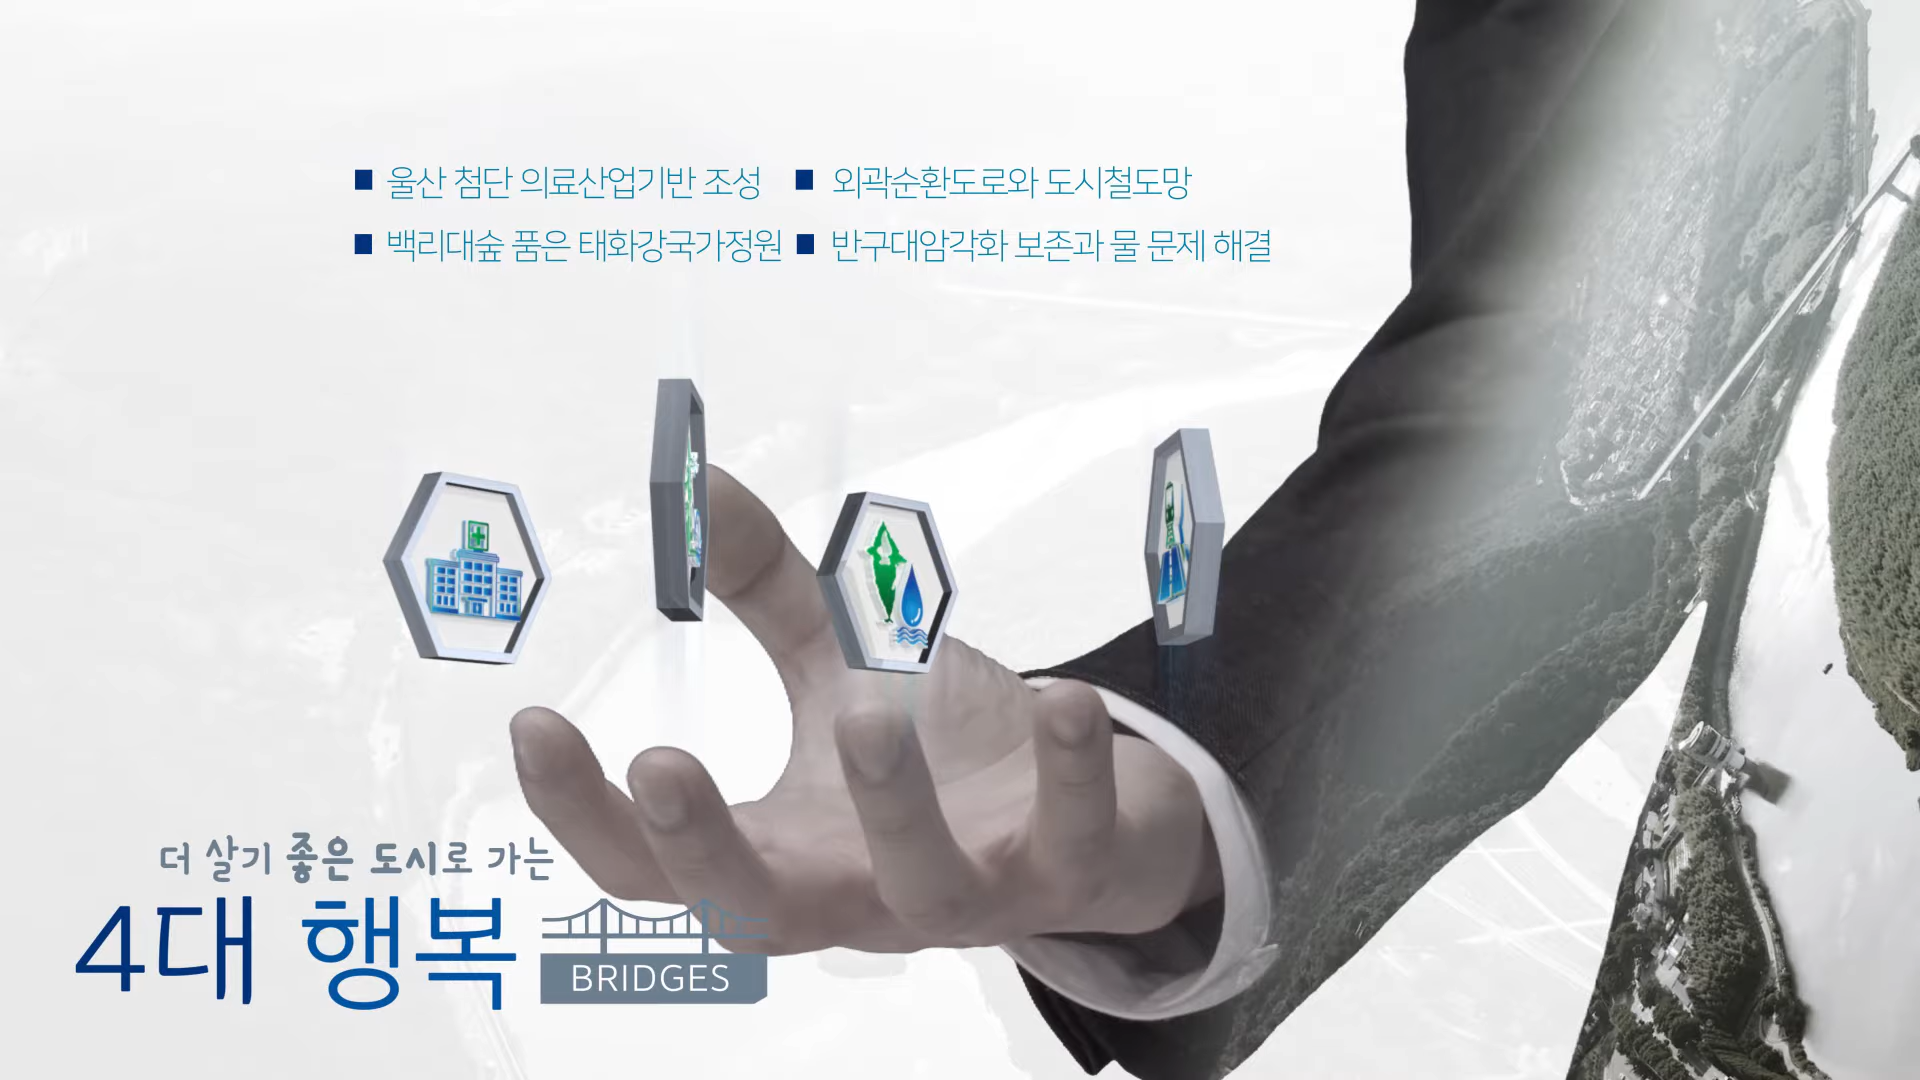 ■ 울산 첨단 의료산업기반 조성 ■ 외곽순환도로와 도시철도망
■ 백리대숲 품은 태화강국가정원 ■ 반구대암각화 보존과 물 문제 해결
더 살기 좋은 도시로 가는
4대 행복
BRIDGES